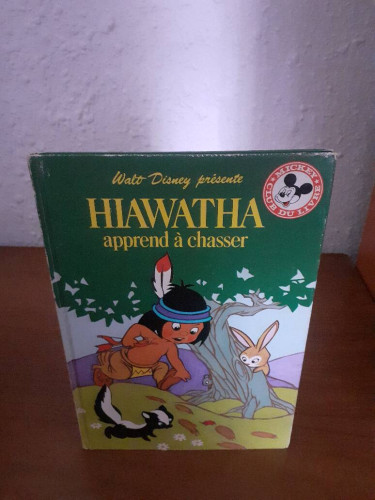 Walt Disney présente
HIAWATHA
apprend à chasser
MICKEY
CLUB DU LIVRE